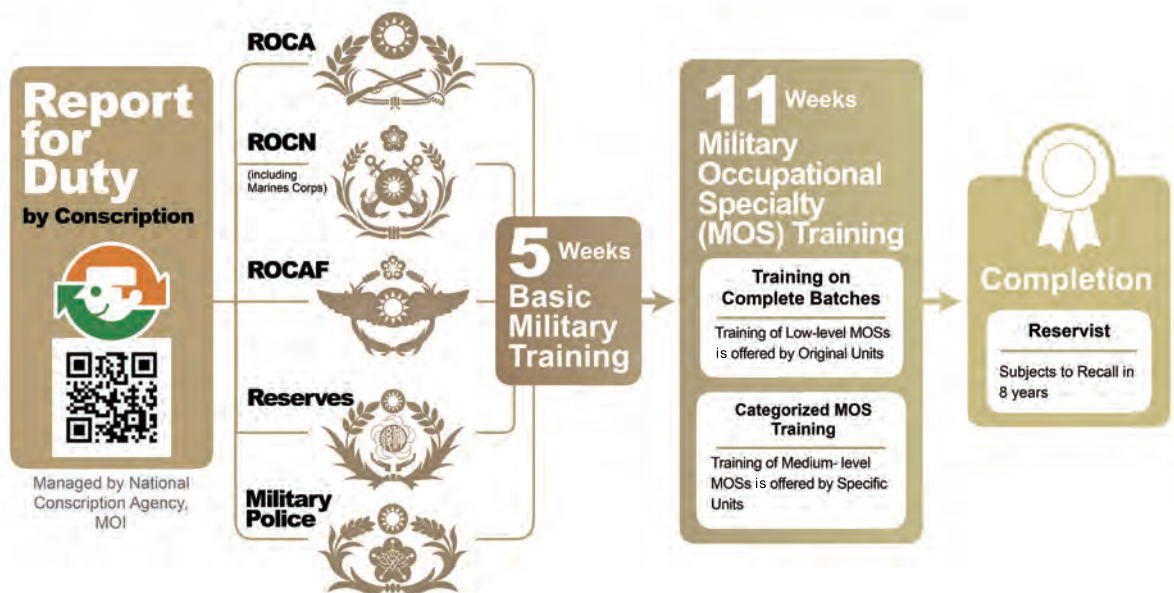 Report
for
Duty
by Conscription
Managed by National
Conscription Agency,
MOI
ROCA
ROCN
(including
Marines Corps)
ROCAF
Reserves
Military
Police
5 Weeks
Basic
Military
Training
11 Weeks
Military
Occupational
Specialty
(MOS) Training
Training on
Complete Batches
Training of Low-level MOSs
is offered by Original Units
Categorized MOS
Training
Training of Medium- level
MOSs is offered by Specific
Units
Completion
Reservist
Subjects to Recall in
8 years